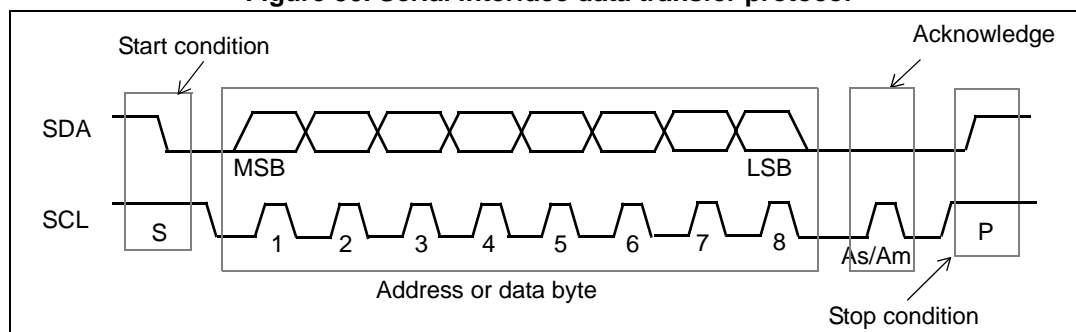 Figure Serial interface data transfer protocol
Acknowledge
Start condition
SDA
MSB LSB
SCL
S 1 2 3 4 5 6 7 8 As/Am P
Address or data byte
Stop condition